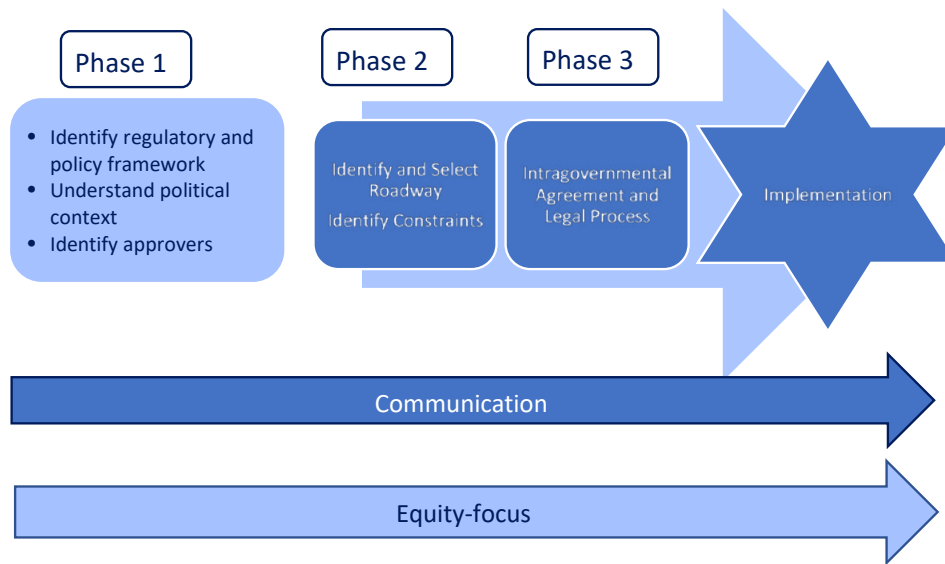 Phase 1
• Identify regulatory and
policy framework
• Understand political
context
• Identify approvers
Phase 2
Identify and Select
Roadway
Identify Constraints
Phase 3
Intragovernmental
Agreement and
Legal Process
Implementation
Communication
Equity-focus